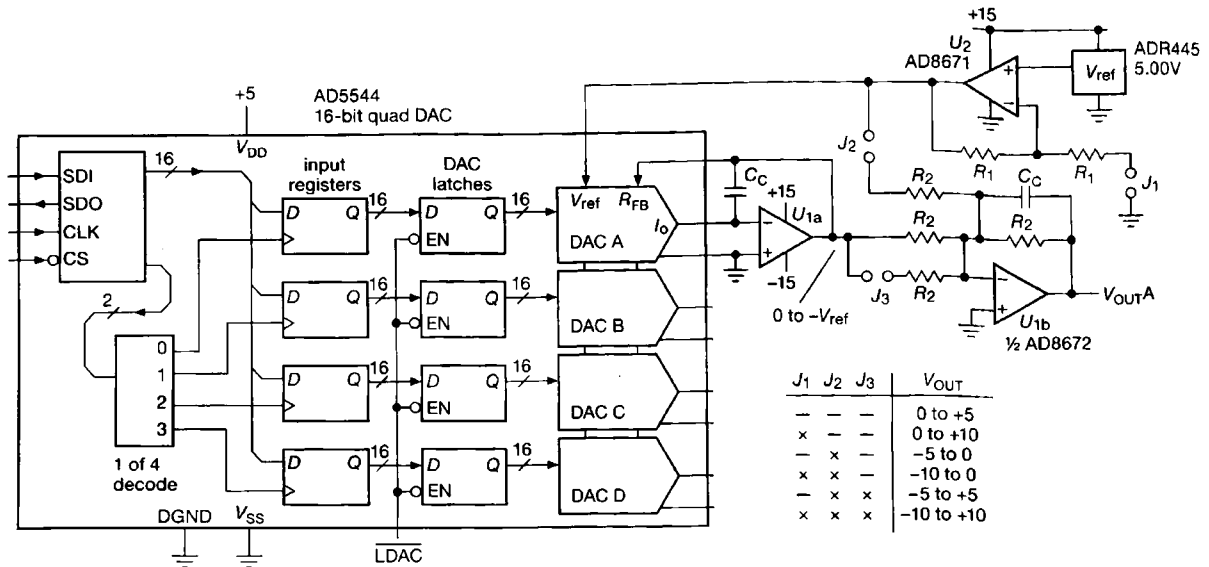 +15
U2
AD8671
ADR445
5.00V
Vref
+5
AD5544
16-bit quad DAC
VDD
SDI
SDO
CLK
CS
16
2
input
registers
DAC
latches
D Q
16
D Q
EN
16
Vref RFB
Io
DAC A
CC
+15
U1a
−15
0 to −Vref
J2
R1
R1
J1
R2
CC
R2
R2
J3
R2
U1b
½ AD8672
VOUTA
0
1
2
3
1 of 4
decode
D Q
16
D Q
EN
16
DAC B
D Q
16
D Q
EN
16
DAC C
D Q
16
D Q
EN
16
DAC D
DGND
VSS
LDAC
J1 J2 J3 VOUT
– – – 0 to +5
× – – 0 to +10
– × – −5 to 0
× × – −10 to 0
– × × −5 to +5
× × × −10 to +10